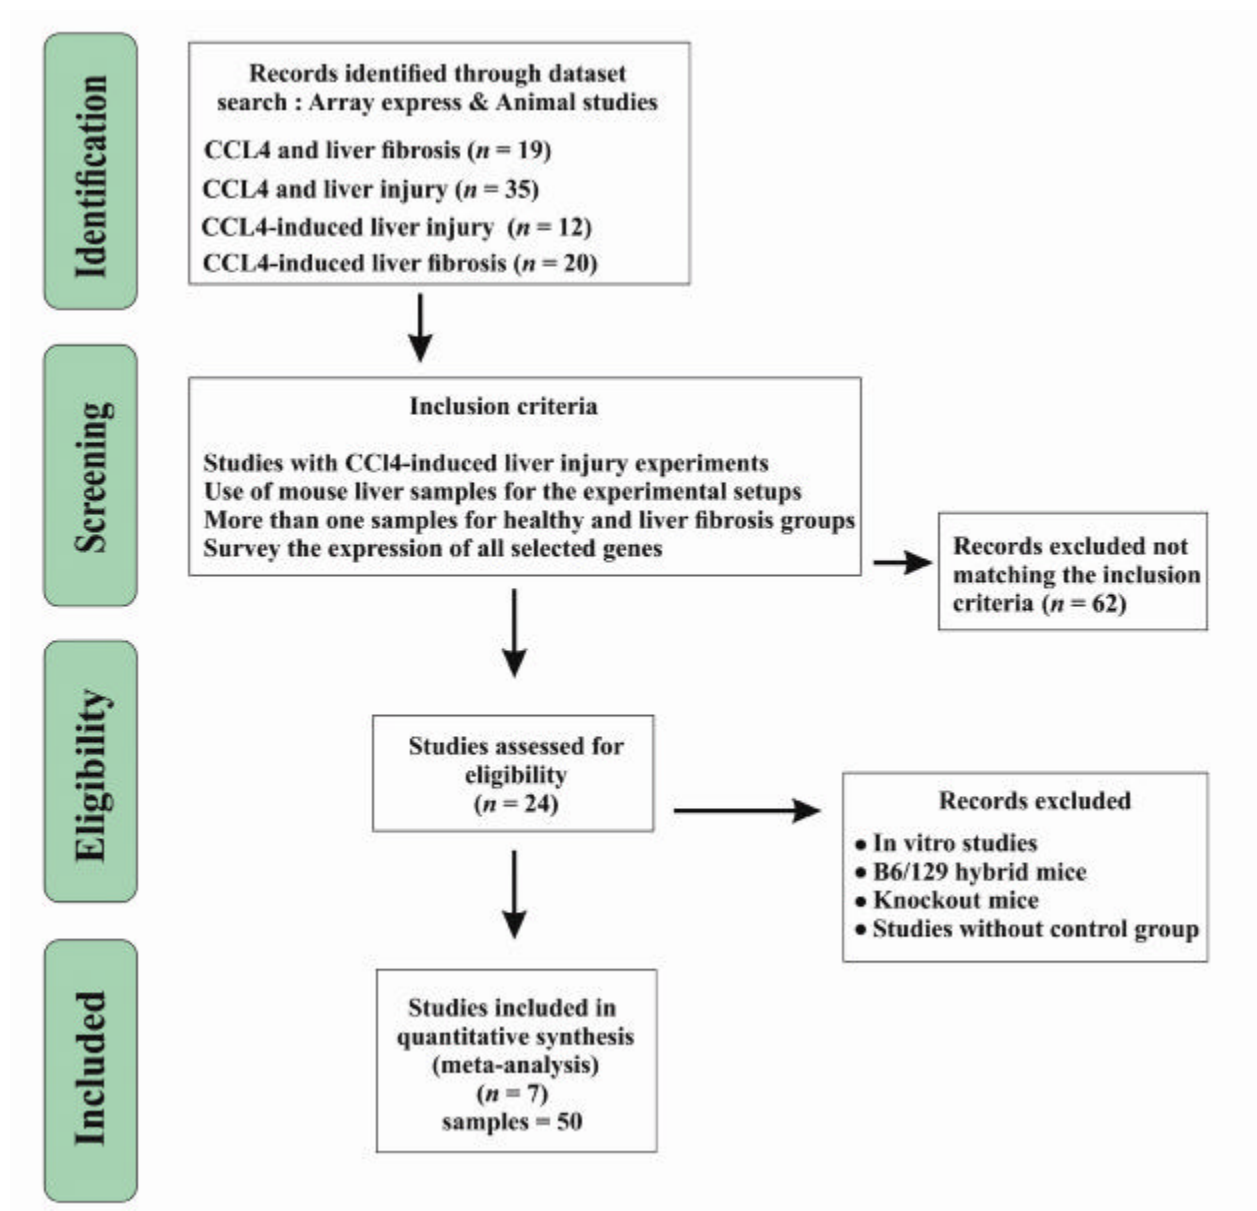 Identification
Records identified through dataset
search : Array express & Animal studies
CCL4 and liver fibrosis (n = 19)
CCL4 and liver injury (n = 35)
CCL4-induced liver injury (n = 12)
CCL4-induced liver fibrosis (n = 20)
Screening
Inclusion criteria
Studies with CCl4-induced liver injury experiments
Use of mouse liver samples for the experimental setups
More than one samples for healthy and liver fibrosis groups
Survey the expression of all selected genes
Records excluded not
matching the inclusion
criteria (n = 62)
Eligibility
Studies assessed for
eligibility
(n = 24)
Records excluded
● In vitro studies
● B6/129 hybrid mice
● Knockout mice
● Studies without control group
Included
Studies included in
quantitative synthesis
(meta-analysis)
(n = 7)
samples = 50